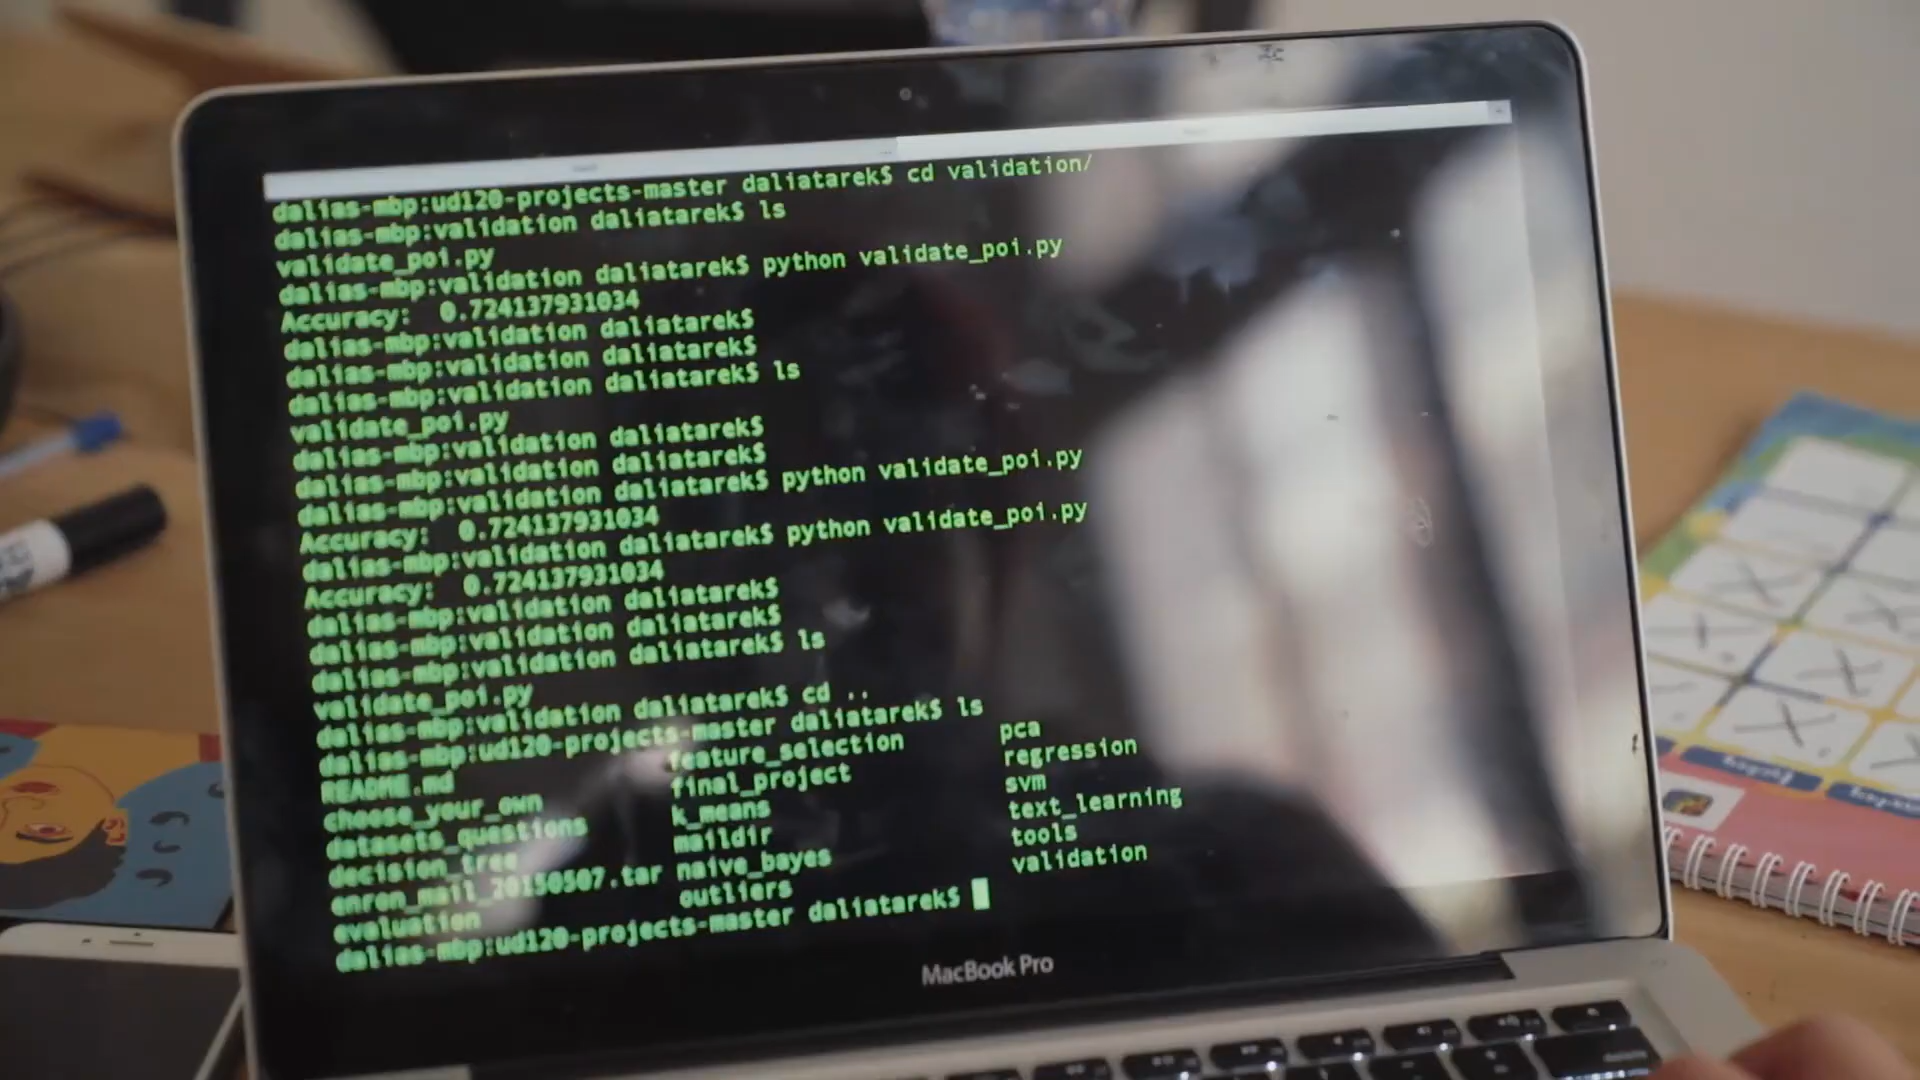 dalias-mbp:ud120-projects-master daliatarek$ cd validation/
dalias-mbp:validation daliatarek$ ls
validate_poi.py
dalias-mbp:validation daliatarek$ python validate_poi.py
Accuracy:  0.724137931034
dalias-mbp:validation daliatarek$
dalias-mbp:validation daliatarek$
dalias-mbp:validation daliatarek$ ls
validate_poi.py
dalias-mbp:validation daliatarek$
dalias-mbp:validation daliatarek$
dalias-mbp:validation daliatarek$ python validate_poi.py
Accuracy:  0.724137931034
dalias-mbp:validation daliatarek$ python validate_poi.py
Accuracy:  0.724137931034
dalias-mbp:validation daliatarek$
dalias-mbp:validation daliatarek$
dalias-mbp:validation daliatarek$ ls
validate_poi.py
dalias-mbp:validation daliatarek$ cd ..
dalias-mbp:ud120-projects-master daliatarek$ ls
README.md feature_selection pca
choose_your_own final_project regression
datasets_questions k_means svm
decision_tree maildir text_learning
enron_mail_20150507.tar naive_bayes tools
evaluation outliers validation
dalias-mbp:ud120-projects-master daliatarek$
MacBook Pro